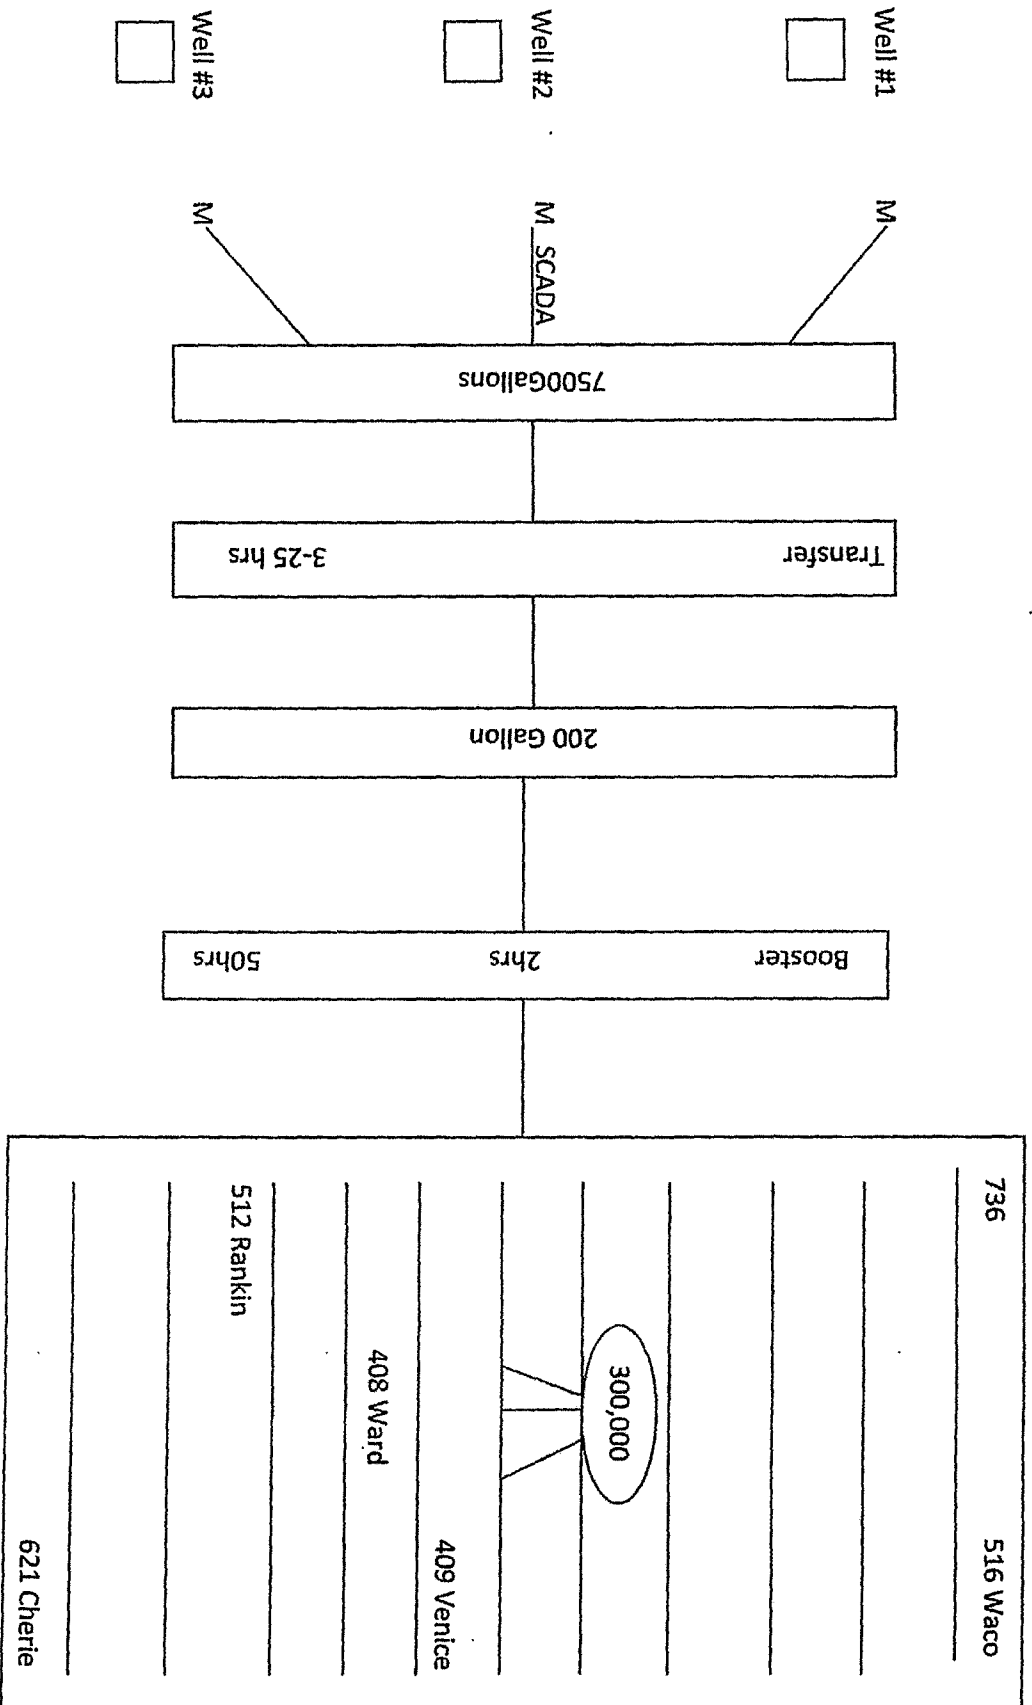 Well #1
Well #2
Well #3
M
M SCADA
M
7500Gallons
Transfer 3-25 hrs
200 Gallon
Booster 2hrs 50hrs
736
516 Waco
300,000
409 Venice
408 Ward
512 Rankin
621 Cherie